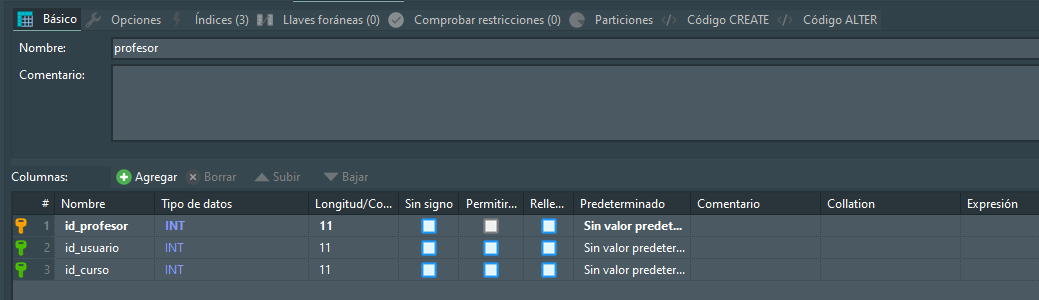 Básico Opciones Índices (3) Llaves foráneas (0) Comprobar restricciones (0) Particiones Código CREATE Código ALTER
Nombre: profesor
Comentario:
Columnas: Agregar Borrar Subir Bajar
# Nombre Tipo de datos Longitud/Co... Sin signo Permitir... Relle... Predeterminado Comentario Collation Expresión
1 id_profesor INT 11 Sin valor predet...
2 id_usuario INT 11 Sin valor predeter...
3 id_curso INT 11 Sin valor predeter...